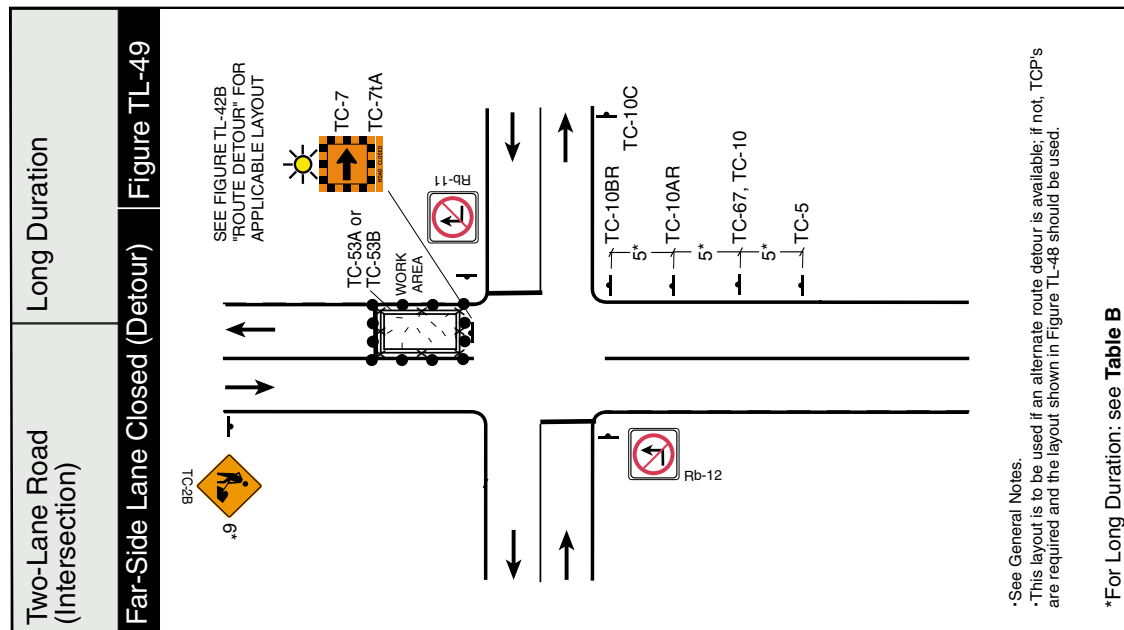 Two-Lane Road
(Intersection)
Long Duration
Far-Side Lane Closed (Detour)
Figure TL-49
SEE FIGURE TL-42B
"ROUTE DETOUR" FOR
APPLICABLE LAYOUT
TC-7
TC-7tA
ROAD CLOSED
Rb-11
TC-53A or
TC-53B
WORK
AREA
TC-2B
6*
TC-10C
TC-10BR
5*
TC-10AR
5*
TC-67, TC-10
5*
TC-5
Rb-12
·See General Notes.
·This layout is to be used if an alternate route detour is available; if not, TCP's
are required and the layout shown in Figure TL-48 should be used.
*For Long Duration: see Table B